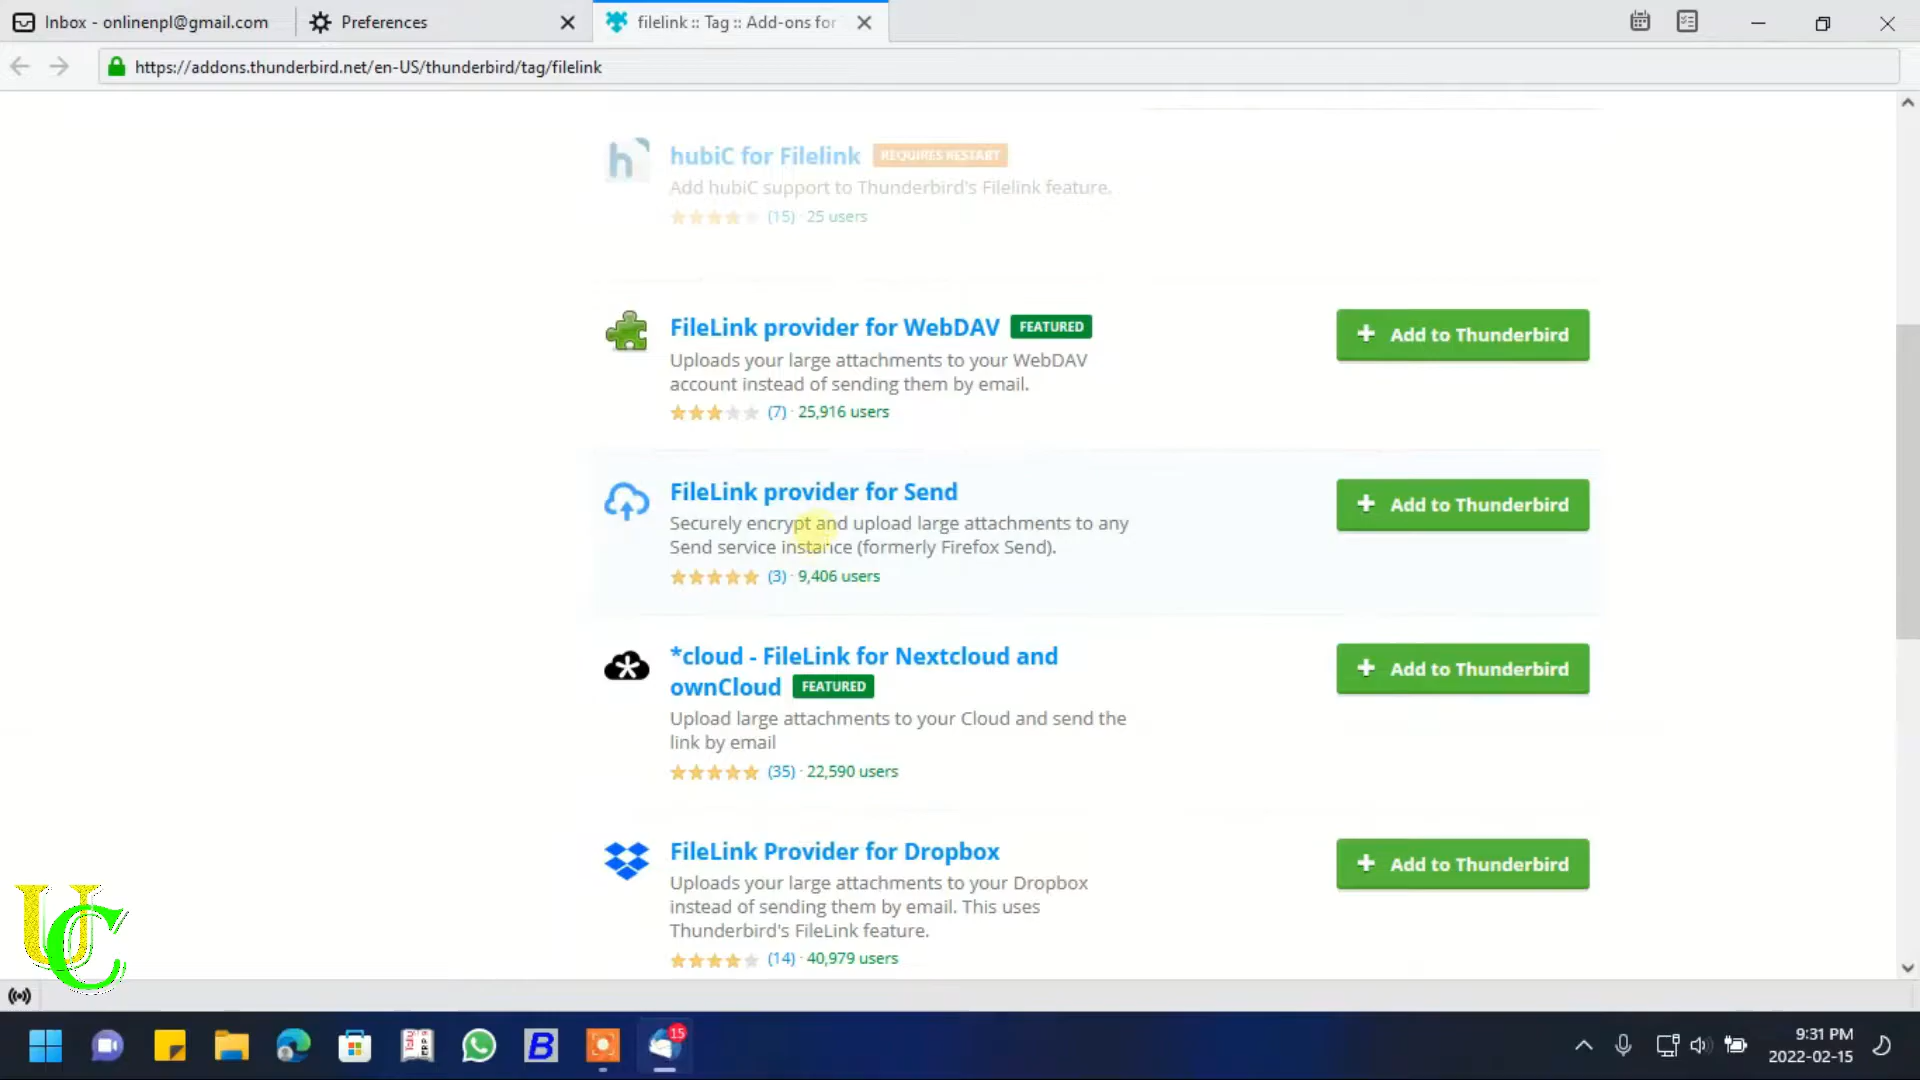 Inbox - onlinenpl@gmail.com
Preferences
filelink :: Tag :: Add-ons for
https://addons.thunderbird.net/en-US/thunderbird/tag/filelink
hubiC for Filelink REQUIRES RESTART
Add hubiC support to Thunderbird's Filelink feature.
(15) · 25 users
FileLink provider for WebDAV FEATURED
Add to Thunderbird
Uploads your large attachments to your WebDAV
account instead of sending them by email.
(7) · 25,916 users
FileLink provider for Send
Add to Thunderbird
Securely encrypt and upload large attachments to any
Send service instance (formerly Firefox Send).
(3) · 9,406 users
*cloud - FileLink for Nextcloud and
ownCloud FEATURED
Add to Thunderbird
Upload large attachments to your Cloud and send the
link by email
(35) · 22,590 users
FileLink Provider for Dropbox
Add to Thunderbird
Uploads your large attachments to your Dropbox
instead of sending them by email. This uses
Thunderbird's FileLink feature.
(14) · 40,979 users
UC
15
9:31 PM
2022-02-15